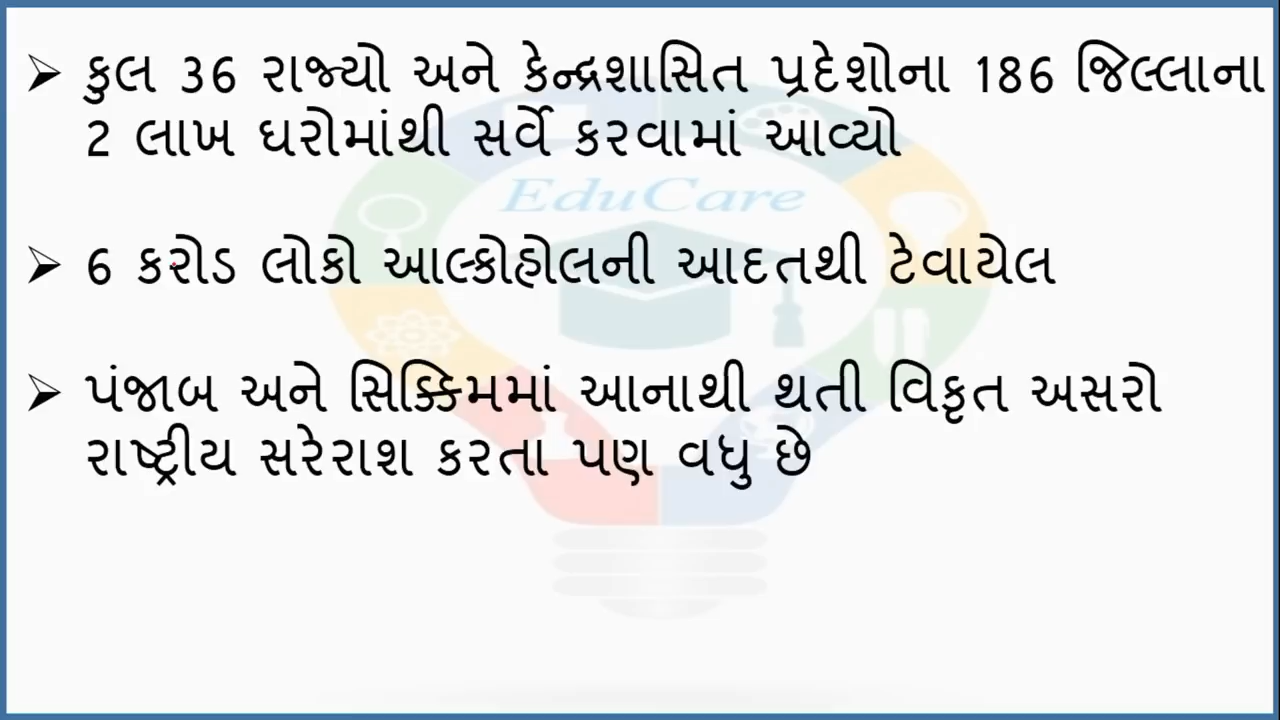 ➢ કુલ 36 રાજ્યો અને કેન્દ્રશાસિત પ્રદેશોના 186 જિલ્લાના
2 લાખ ઘરોમાંથી સર્વે કરવામાં આવ્યો
EduCare
➢ 6 કરોડ લોકો આલ્કોહોલની આદતથી ટેવાયેલ
➢ પંજાબ અને સિક્કિમમાં આનાથી થતી વિકૃત અસરો
રાષ્ટ્રીય સરેરાશ કરતા પણ વધુ છે